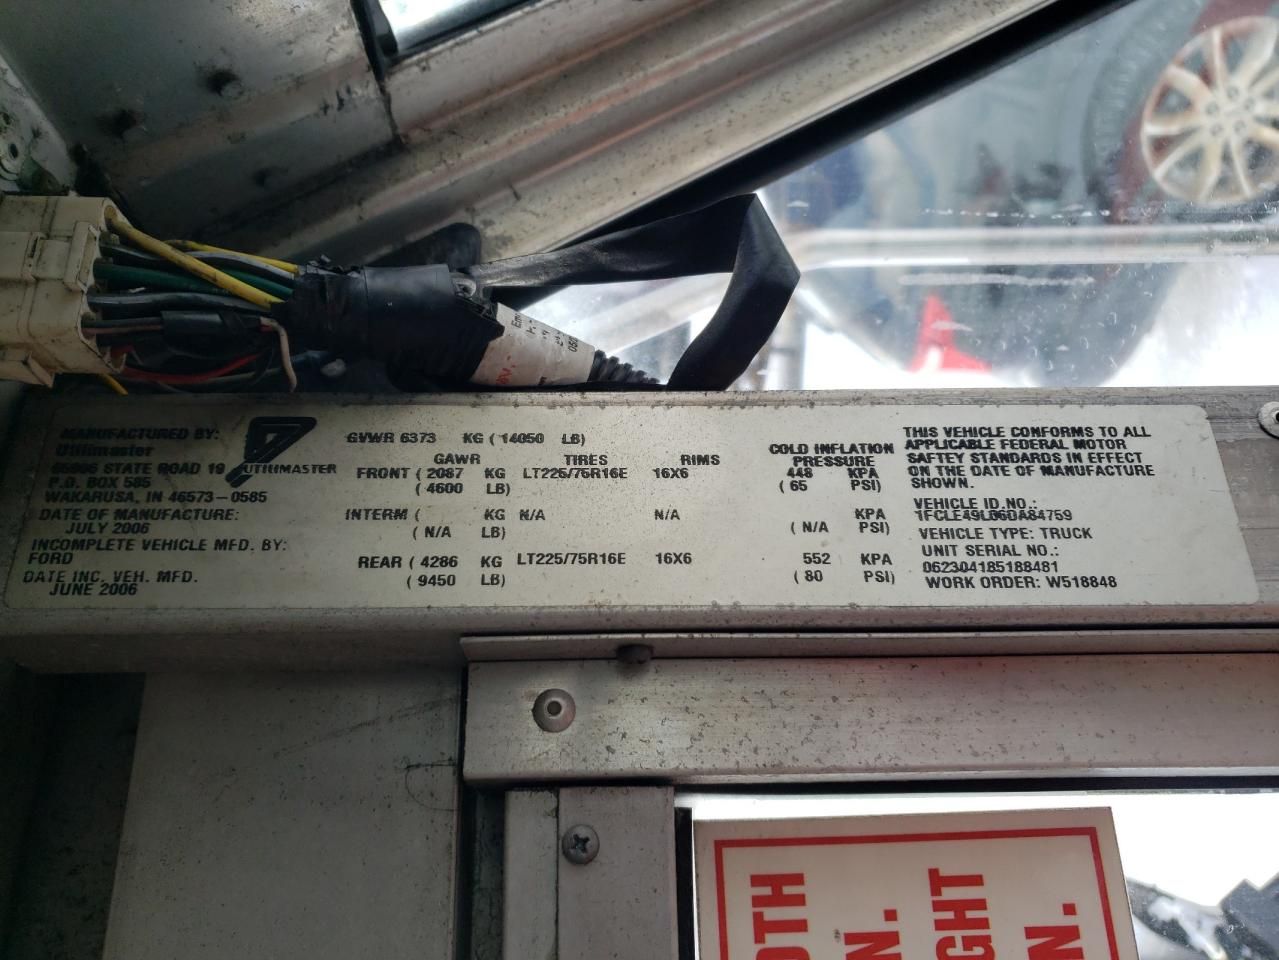 MANUFACTURED BY:
Utilimaster
65906 STATE ROAD 19
P.O. BOX 585
WAKARUSA, IN 46573-0585
DATE OF MANUFACTURE:
JULY 2006
INCOMPLETE VEHICLE MFD. BY:
FORD
DATE INC. VEH. MFD.
JUNE 2006
UTILIMASTER
GVWR 6373 KG ( 14050 LB)
GAWR TIRES RIMS COLD INFLATION PRESSURE
FRONT ( 2087 KG LT225/75R16E 16X6 448 KPA
( 4600 LB) ( 65 PSI)
INTERM ( KG N/A N/A KPA
( N/A LB) (N/A PSI)
REAR ( 4286 KG LT225/75R16E 16X6 552 KPA
( 9450 LB) ( 80 PSI)
THIS VEHICLE CONFORMS TO ALL
APPLICABLE FEDERAL MOTOR
SAFTEY STANDARDS IN EFFECT
ON THE DATE OF MANUFACTURE
SHOWN.
VEHICLE ID.NO.:
1FCLE49L06DA84759
VEHICLE TYPE: TRUCK
UNIT SERIAL NO.:
062304185188481
WORK ORDER: W518848
OTH
N.
GHT
N.